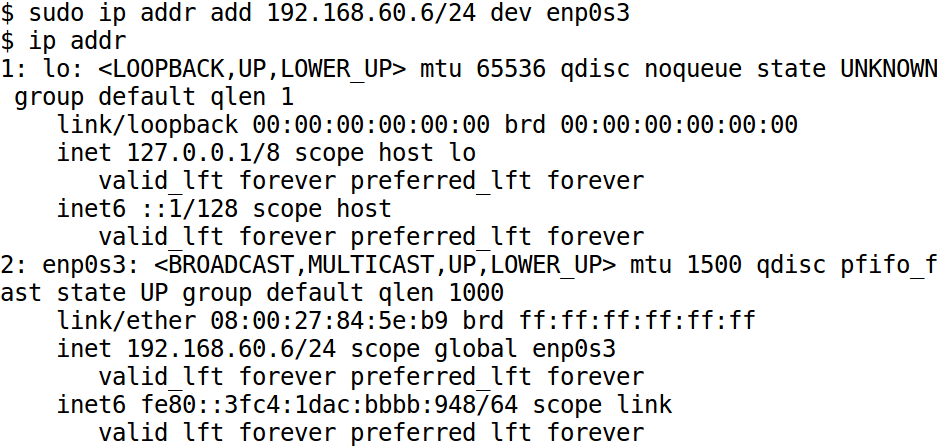 $ sudo ip addr add 192.168.60.6/24 dev enp0s3
$ ip addr
1: lo: <LOOPBACK,UP,LOWER_UP> mtu 65536 qdisc noqueue state UNKNOWN
 group default qlen 1
    link/loopback 00:00:00:00:00:00 brd 00:00:00:00:00:00
    inet 127.0.0.1/8 scope host lo
       valid_lft forever preferred_lft forever
    inet6 ::1/128 scope host
       valid_lft forever preferred_lft forever
2: enp0s3: <BROADCAST,MULTICAST,UP,LOWER_UP> mtu 1500 qdisc pfifo_f
ast state UP group default qlen 1000
    link/ether 08:00:27:84:5e:b9 brd ff:ff:ff:ff:ff:ff
    inet 192.168.60.6/24 scope global enp0s3
       valid_lft forever preferred_lft forever
    inet6 fe80::3fc4:1dac:bbbb:948/64 scope link
       valid lft forever preferred lft forever